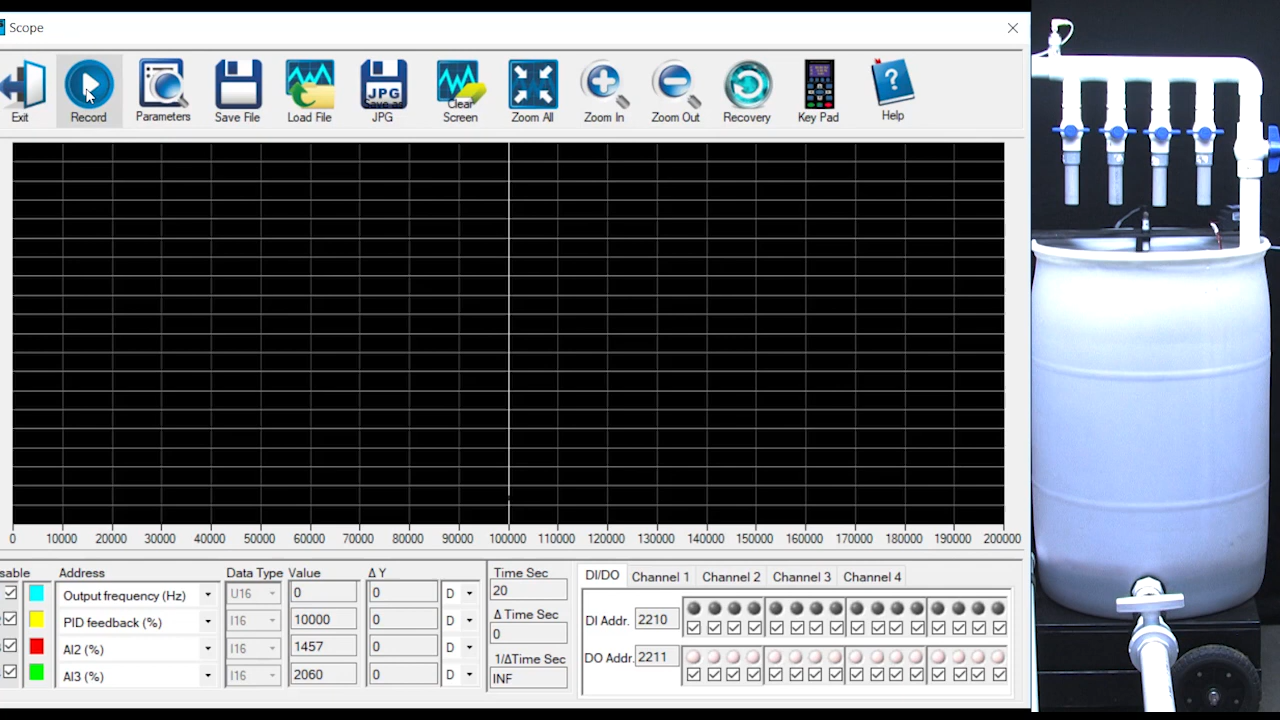 Scope
Exit Record Parameters Save File Load File Save as JPG Clear Screen Zoom All Zoom In Zoom Out Recovery Key Pad Help
JPG
0 10000 20000 30000 40000 50000 60000 70000 80000 90000 100000 110000 120000 130000 140000 150000 160000 170000 180000 190000 200000
sable Address Data Type Value Δ Y
Output frequency (Hz) U16 0 0 D
PID feedback (%) I16 10000 0 D
AI2 (%) I16 1457 0 D
AI3 (%) I16 2060 0 D
Time Sec
20
Δ Time Sec
0
1/ΔTime Sec
INF
DI/DO Channel 1 Channel 2 Channel 3 Channel 4
DI Addr. 2210
DO Addr. 2211